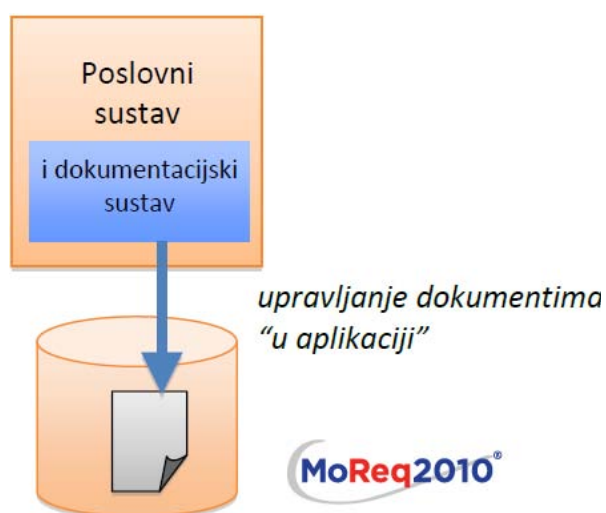 Poslovni
sustav
i dokumentacijski
sustav
upravljanje dokumentima
“u aplikaciji”
MoReq2010®